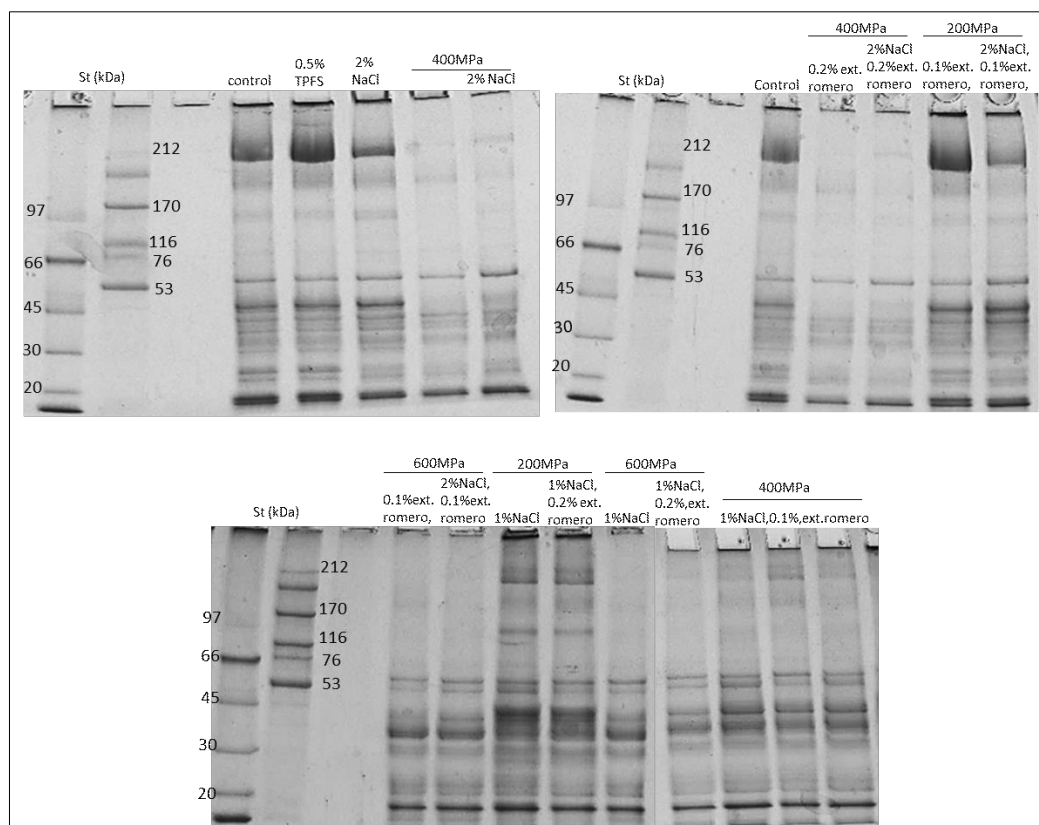 400MPa
200MPa
0.5%
2%
400MPa
0.2% ext.
2%NaCl
0.1%ext.
2%NaCl,
St (kDa)
control
TPFS
NaCl
2% NaCl
St (kDa)
Control
romero
0.2%ext.
romero
romero,
0.1%ext.
romero,
212
170
116
76
53
97
66
45
30
20
212
170
116
76
53
97
66
45
30
20
600MPa
200MPa
600MPa
0.1%ext.
romero,
2%NaCl,
0.1%ext.
romero
1%NaCl
1%NaCl,
0.2% ext.
romero
1%NaCl
1%NaCl,
0.2%,ext.
romero
400MPa
1%NaCl,0.1%,ext.romero
St (kDa)
212
170
116
76
53
97
66
45
30
20